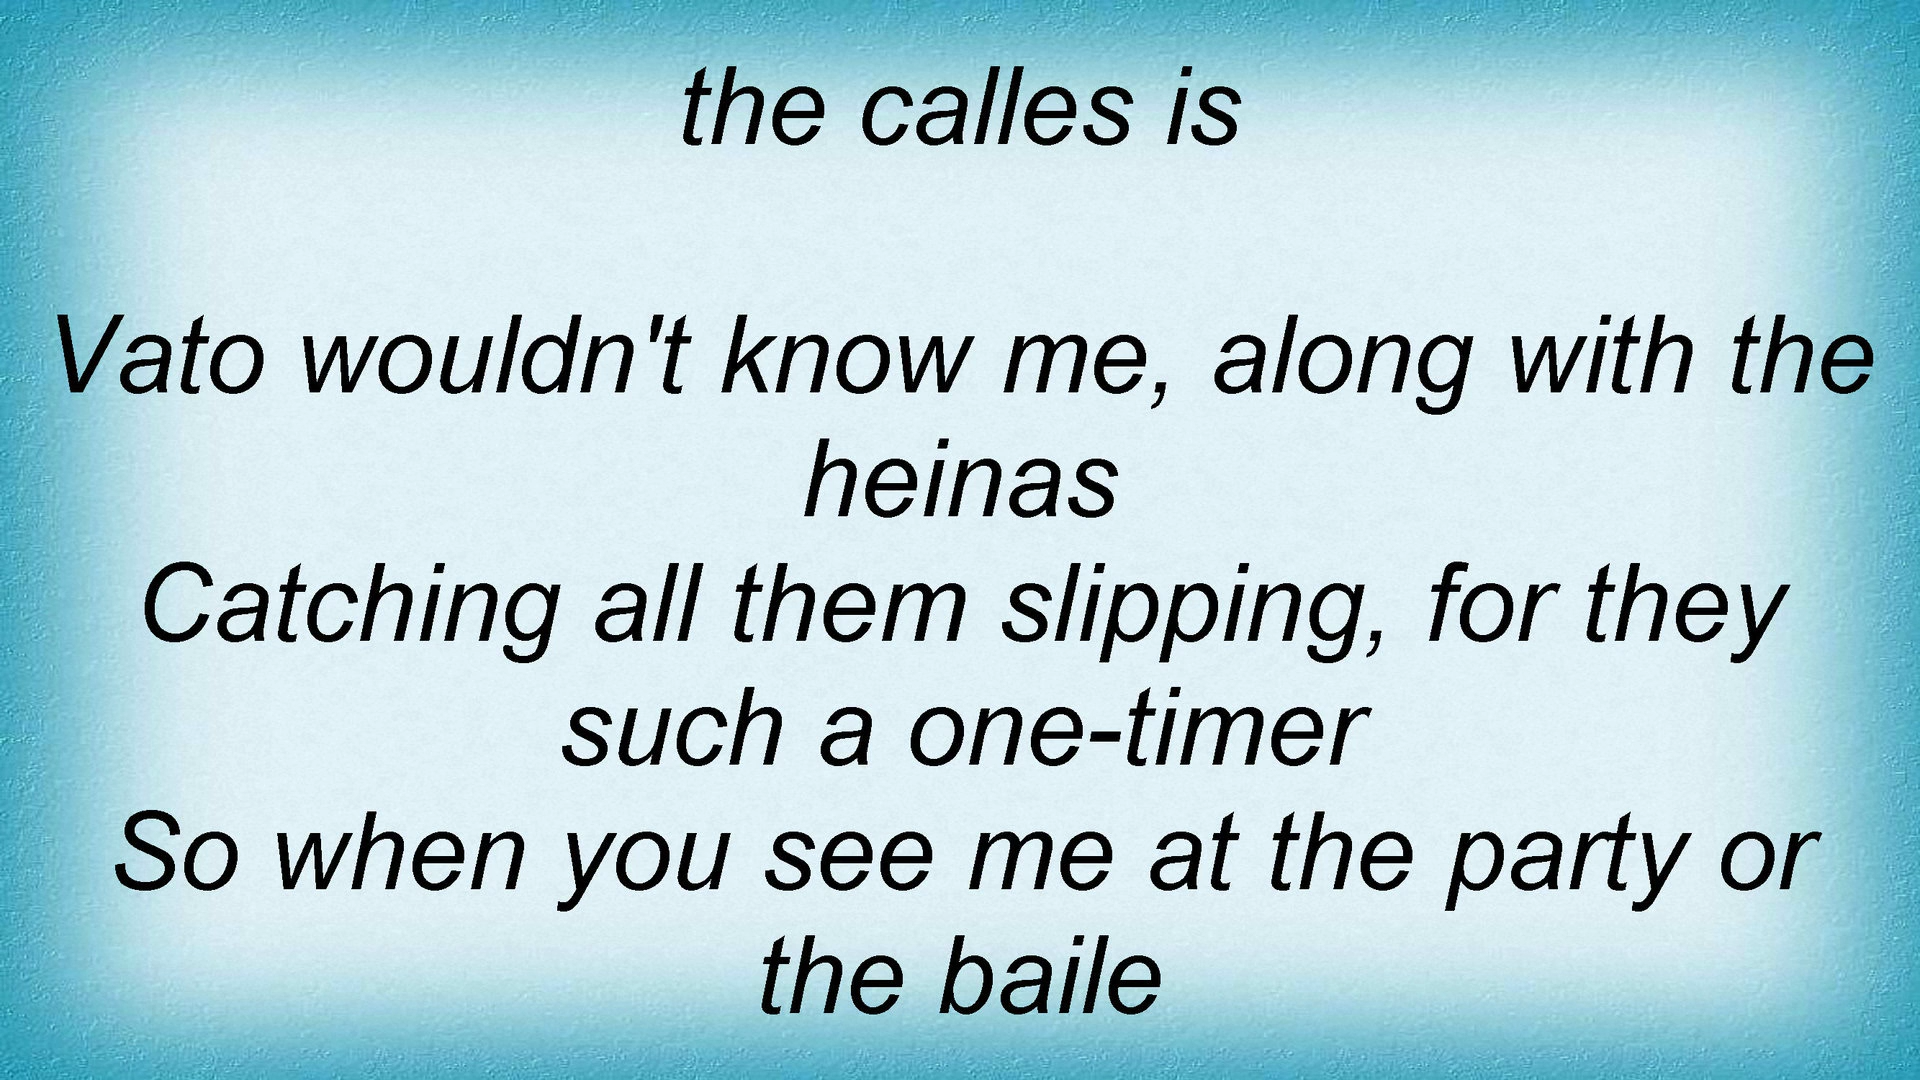 the calles is
Vato wouldn't know me, along with the
heinas
Catching all them slipping, for they
such a one-timer
So when you see me at the party or
the baile